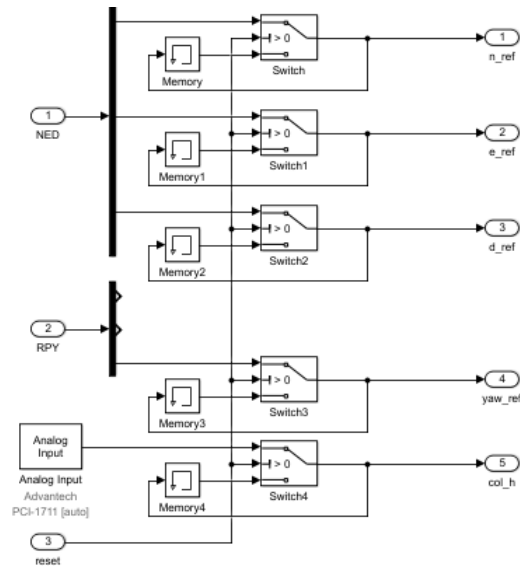 > 0
Switch
Memory
1
n_ref
1
NED
> 0
Switch1
Memory1
2
e_ref
> 0
Switch2
Memory2
3
d_ref
2
RPY
> 0
Switch3
Memory3
4
yaw_ref
Analog
Input
Analog Input
Advantech
PCI-1711 [auto]
> 0
Switch4
Memory4
5
col_h
3
reset